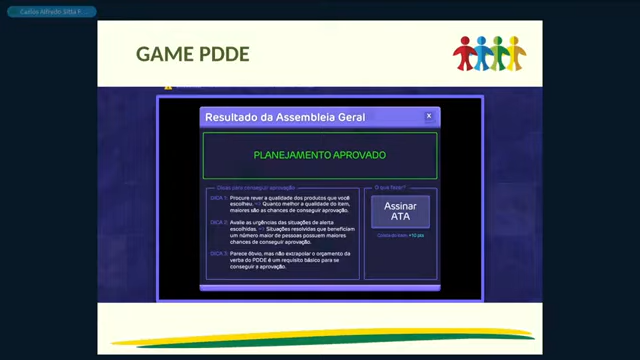 GAME PDDE
Resultado da Assembleia Geral
X
PLANEJAMENTO APROVADO
Dicas para conseguir aprovação
DICA 1: Procure rever a qualidade dos produtos que você
escolheu. Quanto melhor a qualidade do item,
maiores são as chances de conseguir aprovação.
DICA 2: Avalie as urgências das situações de alerta
escolhidas. Situações resolvidas que beneficiem
um número maior de pessoas possuem maiores
chances de conseguir aprovação.
DICA 3: Parece óbvio, mas não extrapolar o orçamento da
verba do PDDE é um requisito básico para se
conseguir a aprovação.
O que fazer?
Assinar
ATA
+10 pts